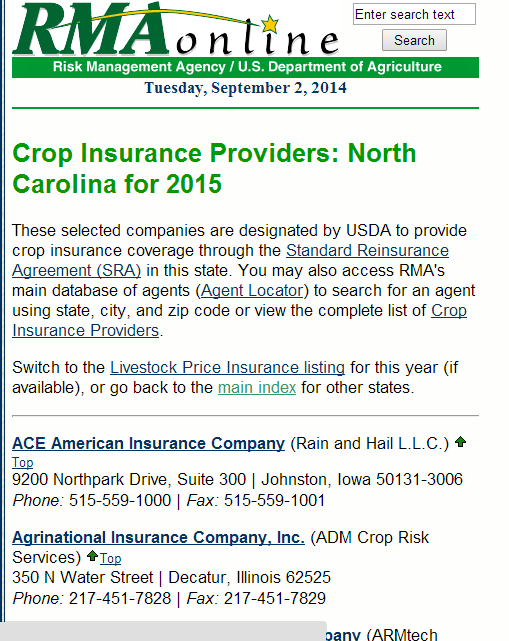 RMAonline
Enter search text
Search
Risk Management Agency / U.S. Department of Agriculture
Tuesday, September 2, 2014
Crop Insurance Providers: North
Carolina for 2015
These selected companies are designated by USDA to provide
crop insurance coverage through the Standard Reinsurance
Agreement (SRA) in this state. You may also access RMA's
main database of agents (Agent Locator) to search for an agent
using state, city, and zip code or view the complete list of Crop
Insurance Providers.
Switch to the Livestock Price Insurance listing for this year (if
available), or go back to the main index for other states.
ACE American Insurance Company (Rain and Hail L.L.C.)
Top
9200 Northpark Drive, Suite 300 | Johnston, Iowa 50131-3006
Phone: 515-559-1000 | Fax: 515-559-1001
Agrinational Insurance Company, Inc. (ADM Crop Risk
Services) Top
350 N Water Street | Decatur, Illinois 62525
Phone: 217-451-7828 | Fax: 217-451-7829
pany (ARMtech